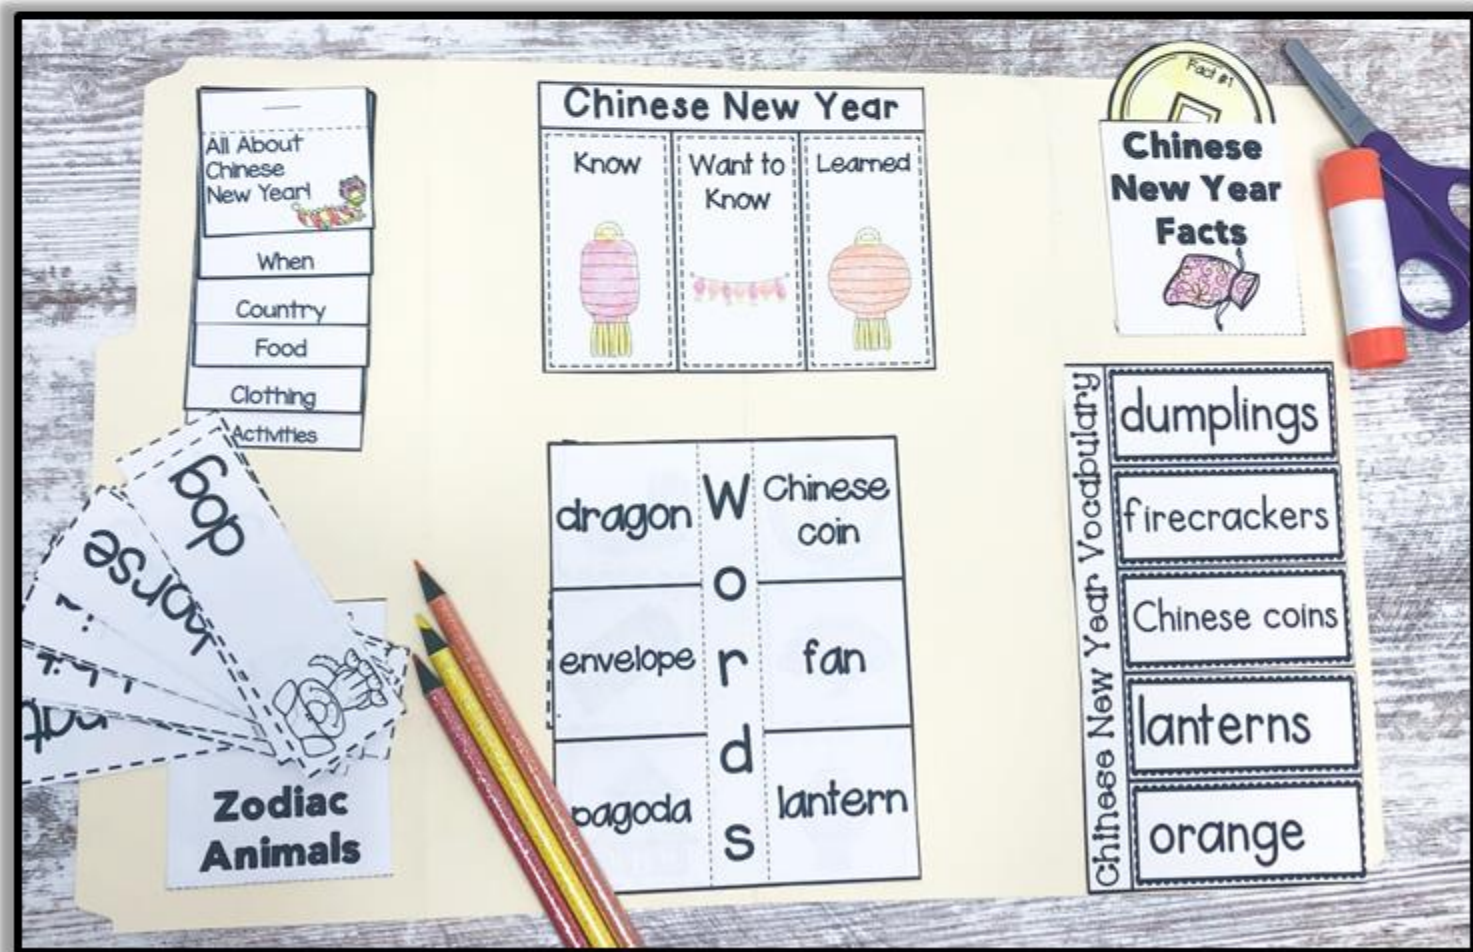 All About
Chinese
New Year!
When
Country
Food
Clothing
Activities
dog
horse
Zodiac
Animals
Chinese New Year
Know
Want to
Know
Learned
Words
dragon
Chinese
coin
envelope
fan
pagoda
lantern
Fact #1
Chinese
New Year
Facts
Chinese New Year Vocabulary
dumplings
firecrackers
Chinese coins
lanterns
orange